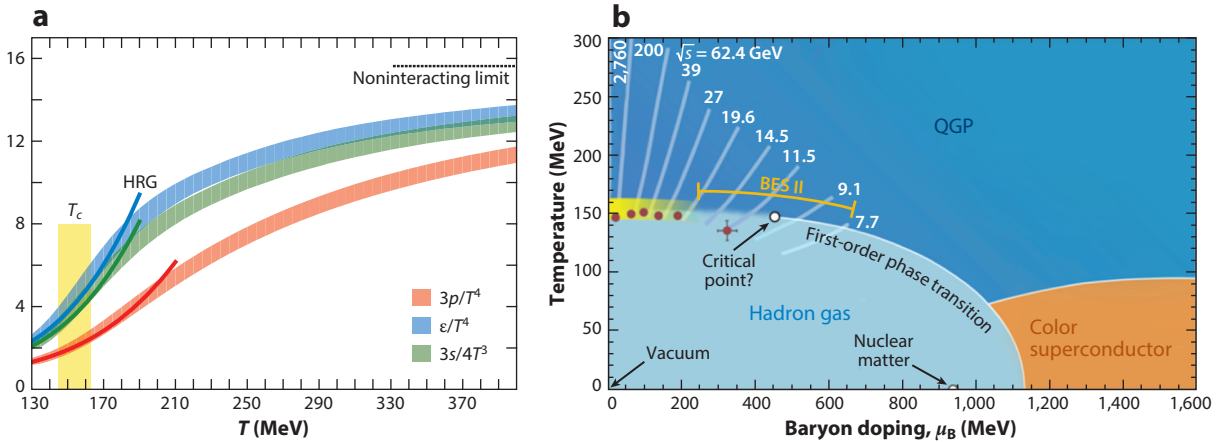 a
16
12
8
4
0
Noninteracting limit
HRG
Tc
3p/T⁴
ε/T⁴
3s/4T³
130 170 210 250 290 330 370
T (MeV)
b
300
250
200
150
100
50
0
Temperature (MeV)
2,760
200
√s = 62.4 GeV
39
27
19.6
14.5
11.5
9.1
7.7
BES II
QGP
Critical
point?
First-order phase transition
Hadron gas
Color
superconductor
Vacuum
Nuclear
matter
0 200 400 600 800 1,000 1,200 1,400 1,600
Baryon doping, μB (MeV)